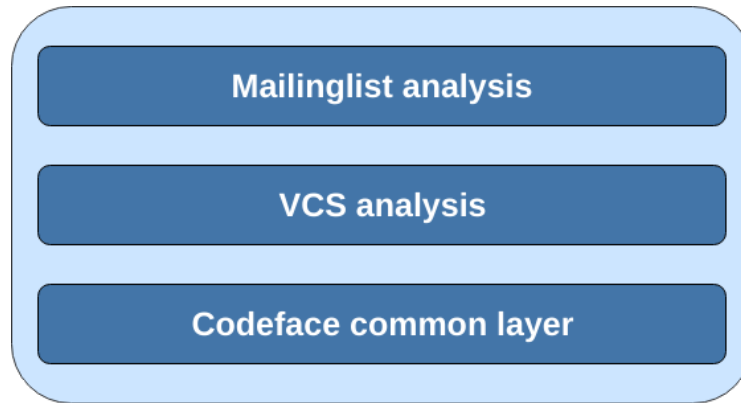 Mailinglist analysis
VCS analysis
Codeface common layer